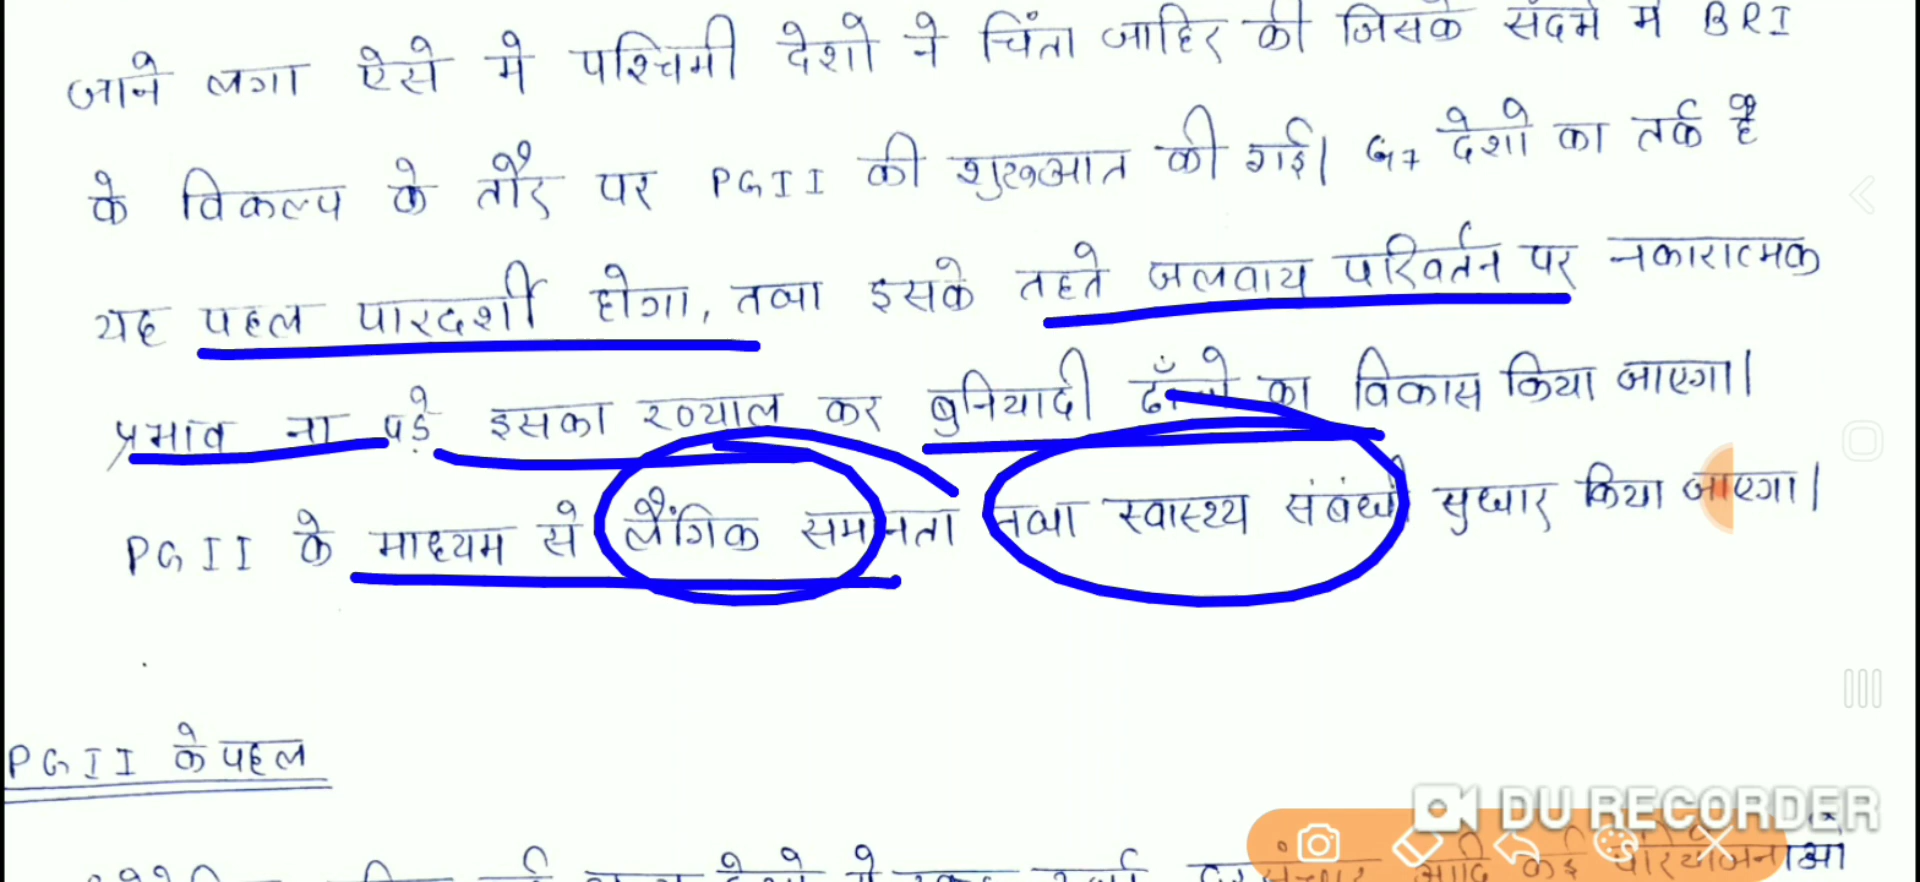 जाने लगा ऐसे मे पश्चिमी देशो ने चिंता जाहिर की जिसके संदर्भ मे BRI
के विकल्प के तौर पर PGII की शुरुआत की गई। G7 देशो का तर्क है
यह पहल पारदर्शी होगा, तथा इसके तहत जलवायु परिवर्तन पर नकारात्मक
प्रभाव ना पड़े इसका ख्याल कर बुनियादी ढाँचे का विकास किया जाएगा।
PGII के माध्यम से लैंगिक समानता तथा स्वास्थ्य संबंधी सुधार किया जाएगा।
PGII के पहल
DU RECORDER